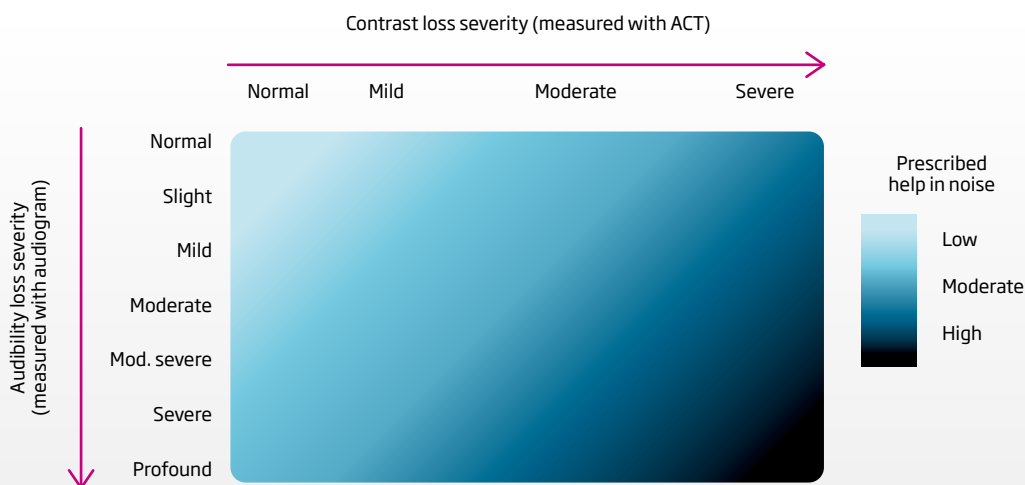 Contrast loss severity (measured with ACT)
Normal
Mild
Moderate
Severe
Audibility loss severity
(measured with audiogram)
Normal
Slight
Mild
Moderate
Mod. severe
Severe
Profound
Prescribed
help in noise
Low
Moderate
High